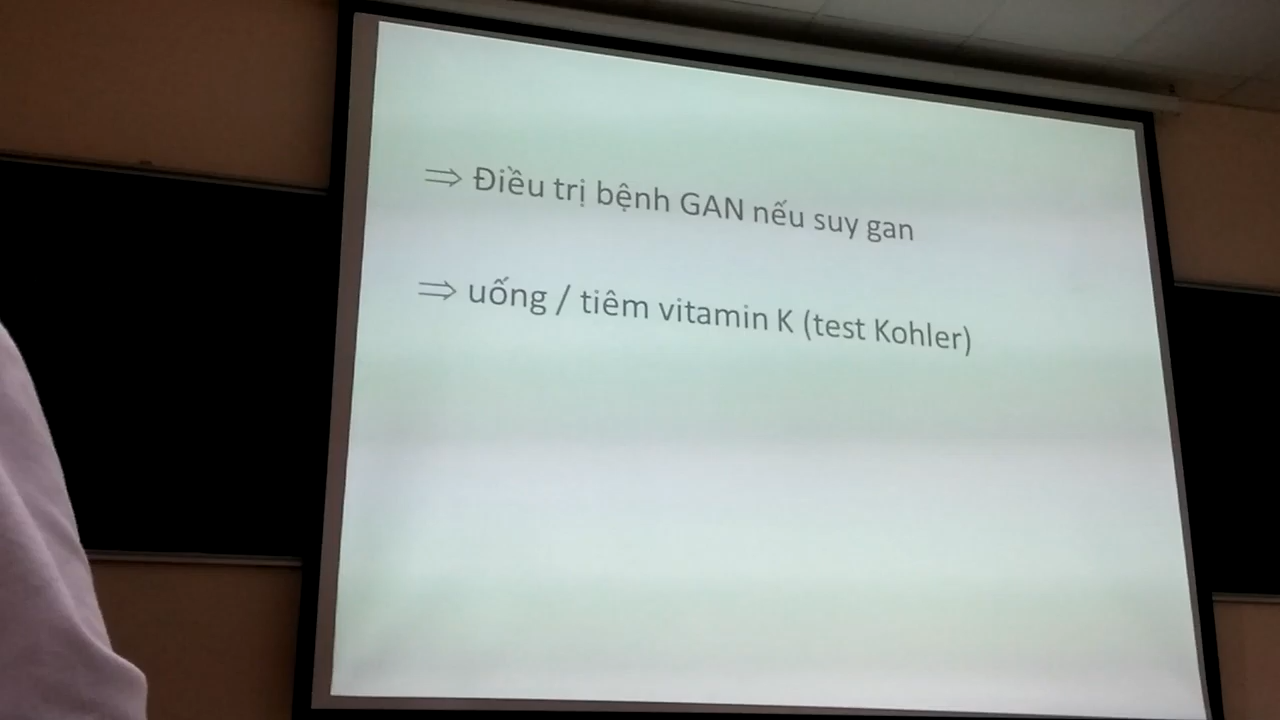 ⇒ Điều trị bệnh GAN nếu suy gan
⇒ uống / tiêm vitamin K (test Kohler)